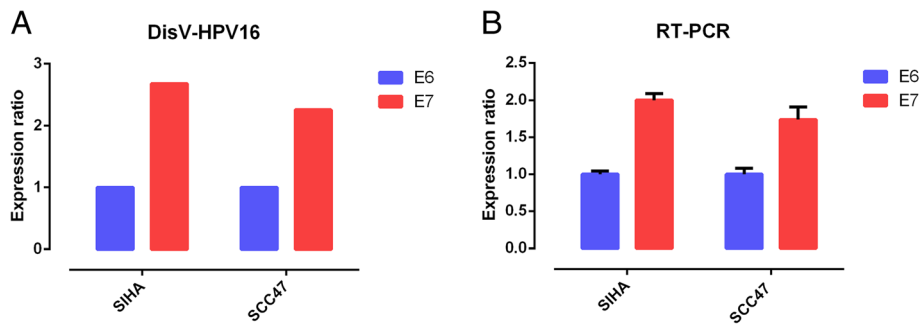 A
DisV-HPV16
Expression ratio
3
2
1
0
SIHA
SCC47
E6
E7
B
RT-PCR
Expression ratio
2.5
2.0
1.5
1.0
0.5
0.0
SIHA
SCC47
E6
E7